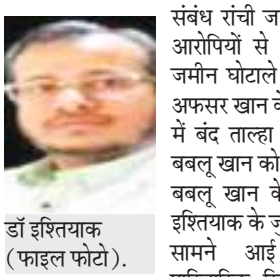 संबंध रांची ज
आरोपियों से
जमीन घोटाले
अफसर खान वे
में बंद ताल्हा
बबलू खान को
बबलू खान वे
इश्तियाक के जु
सामने आई
डॉ इश्तियाक
(फाइल फोटो).